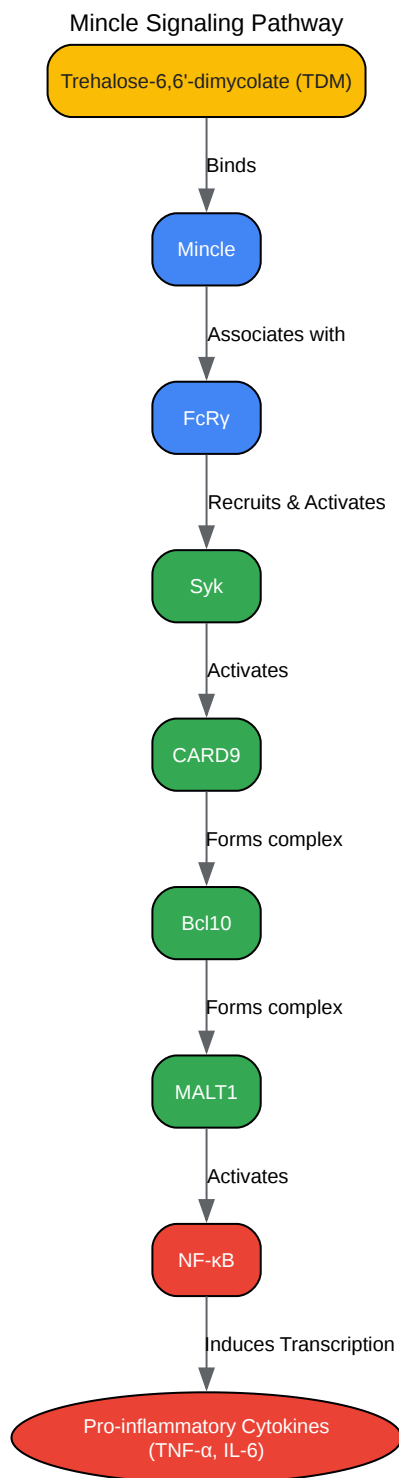 Mincle Signaling Pathway
Trehalose-6,6'-dimycolate (TDM)
Binds
Mincle
Associates with
FcRγ
Recruits & Activates
Syk
Activates
CARD9
Forms complex
Bcl10
Forms complex
MALT1
Activates
NF-κB
Induces Transcription
Pro-inflammatory Cytokines
(TNF-α, IL-6)